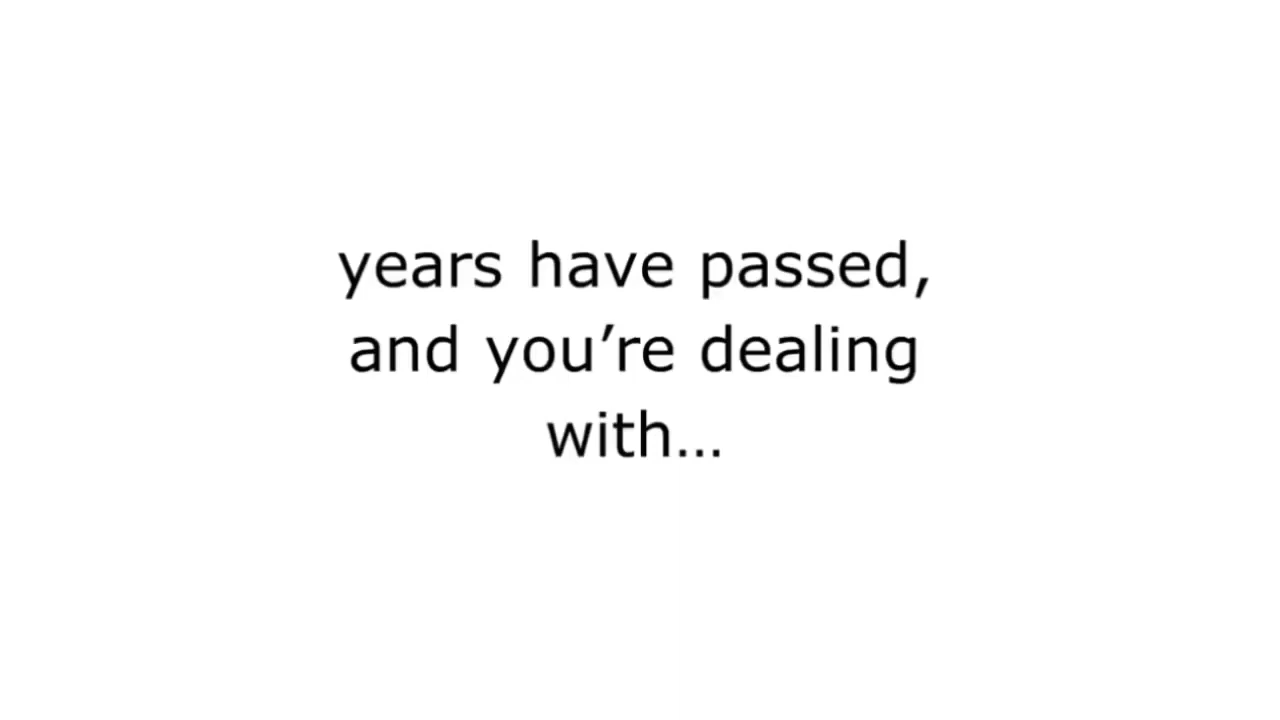 years have passed,
and you’re dealing
with…